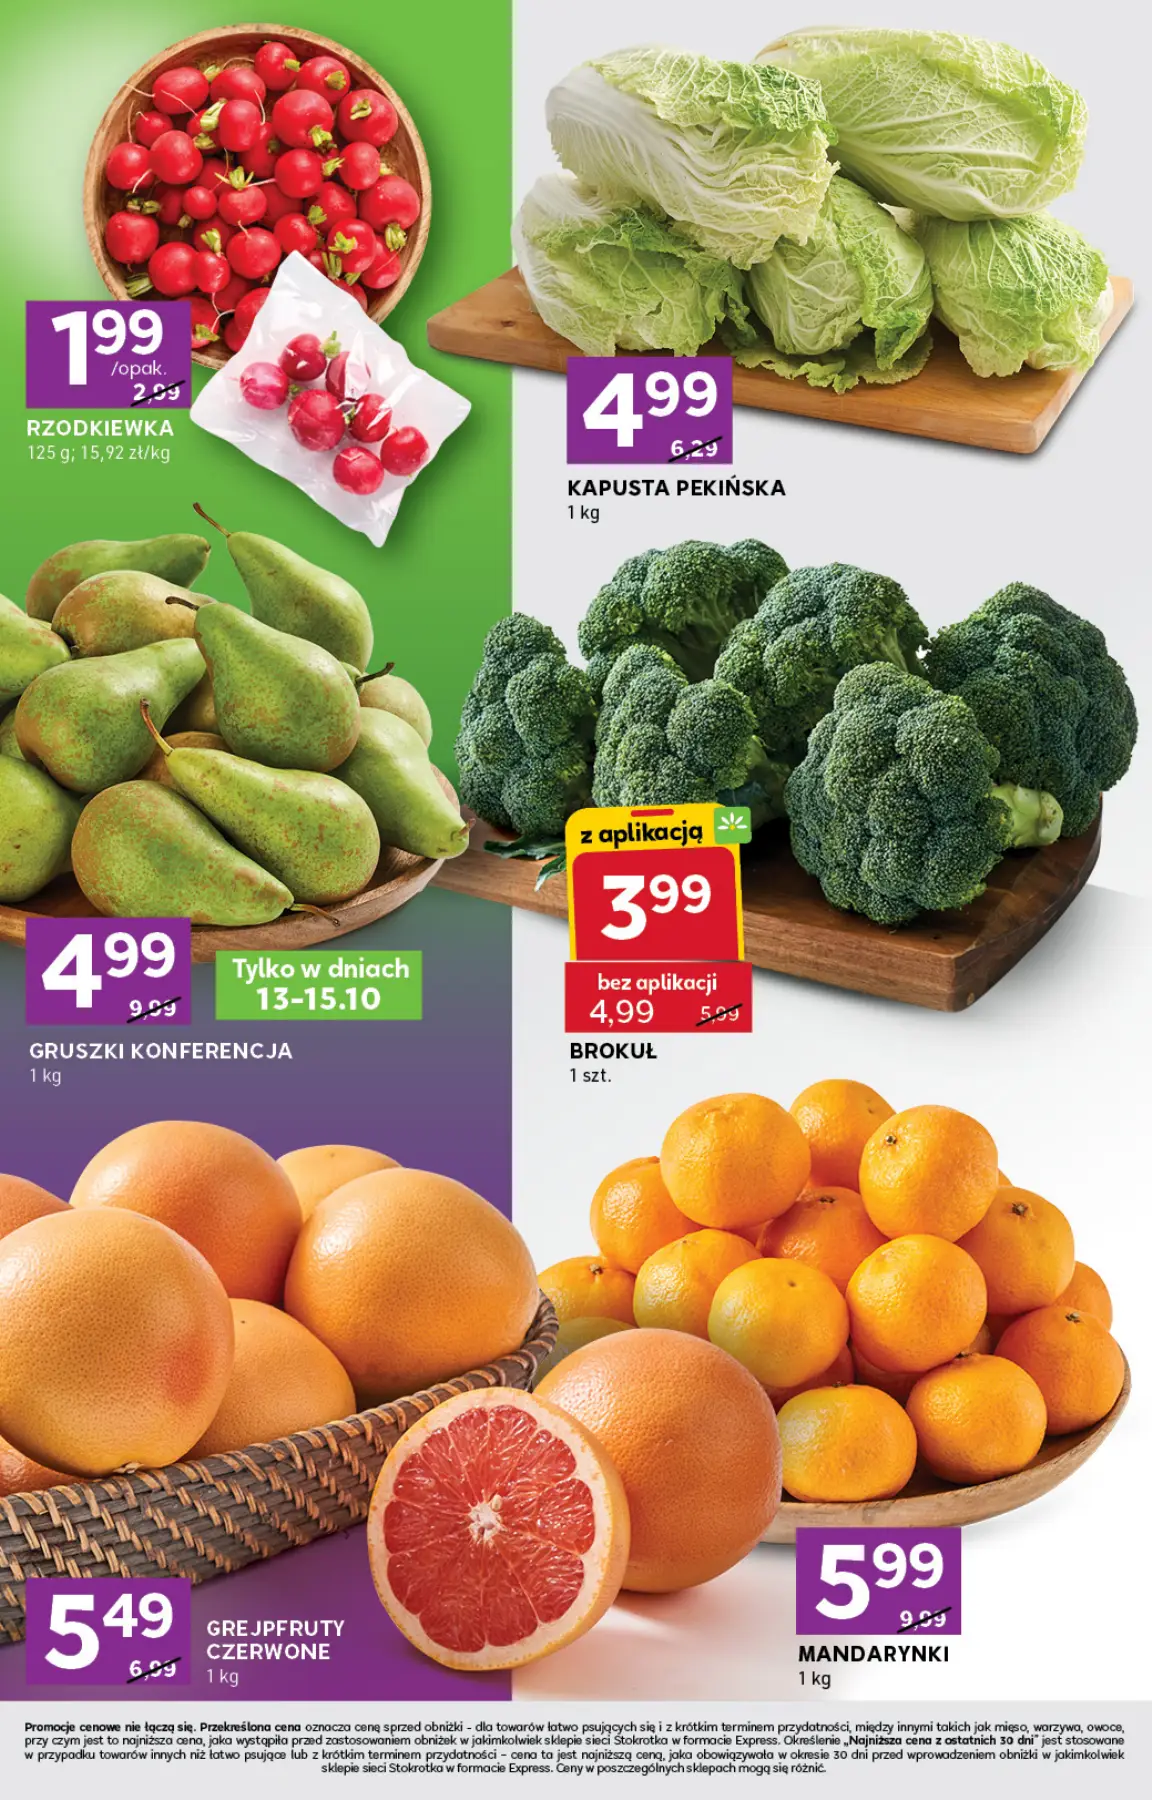 1 99
/opak.
2,99
RZODKIEWKA
125 g; 15,92 zł/kg
4 99
6,29
KAPUSTA PEKIŃSKA
1 kg
4 99
9,99
Tylko w dniach
13-15.10
GRUSZKI KONFERENCJA
1 kg
z aplikacją
3 99
bez aplikacji
4,99 5,99
BROKUŁ
1 szt.
5 49
6,99
GREJPFRUTY
CZERWONE
1 kg
5 99
9,99
MANDARYNKI
1 kg
Promocje cenowe nie łączą się. Przekreślona cena oznacza cenę sprzed obniżki - dla towarów łatwo psujących się i z krótkim terminem przydatności, między innymi takich jak mięso, warzywa, owoce,
przy czym jest to najniższa cena, jaka wystąpiła przed zastosowaniem obniżek w jakimkolwiek sklepie sieci Stokrotka w formacie Express. Określenie „Najniższa cena z ostatnich 30 dni" jest stosowane
w przypadku towarów innych niż łatwo psujące lub z krótkim terminem przydatności - cena ta jest najniższą ceną, jaka obowiązywała w okresie 30 dni przed wprowadzeniem obniżki w jakimkolwiek
sklepie sieci Stokrotka w formacie Express. Ceny w poszczególnych sklepach mogą się różnić.